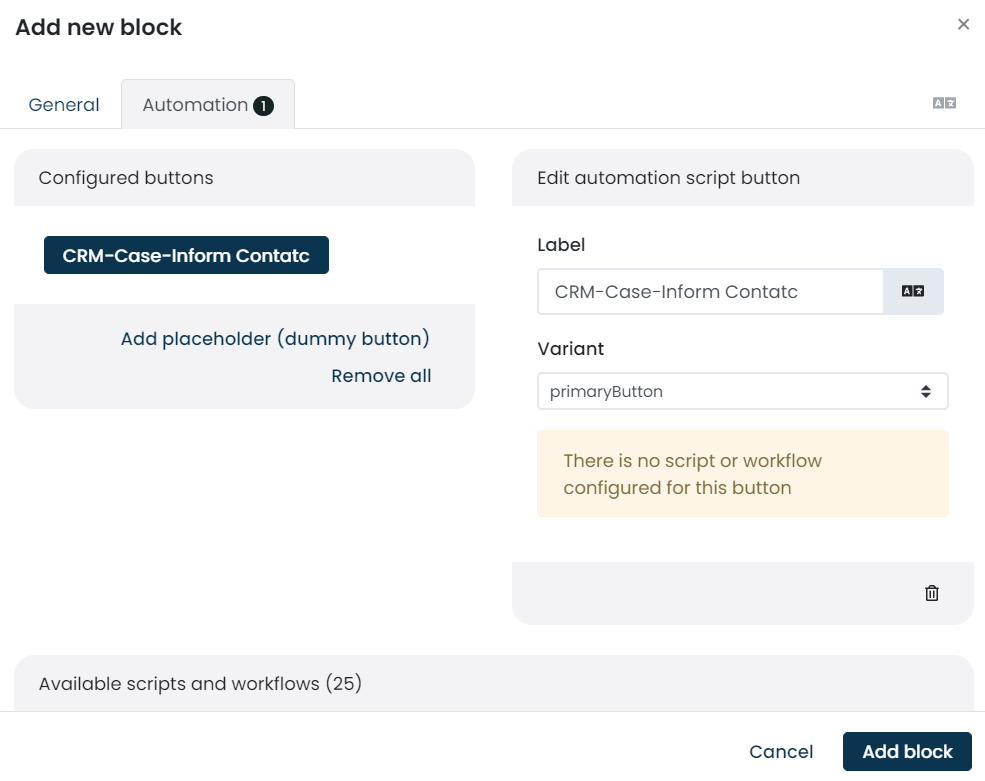 Add new block
×
General
Automation 1
Configured buttons
CRM-Case-Inform Contatc
Add placeholder (dummy button)
Remove all
Edit automation script button
Label
CRM-Case-Inform Contatc
Variant
primaryButton
There is no script or workflow
configured for this button
Available scripts and workflows (25)
Cancel
Add block